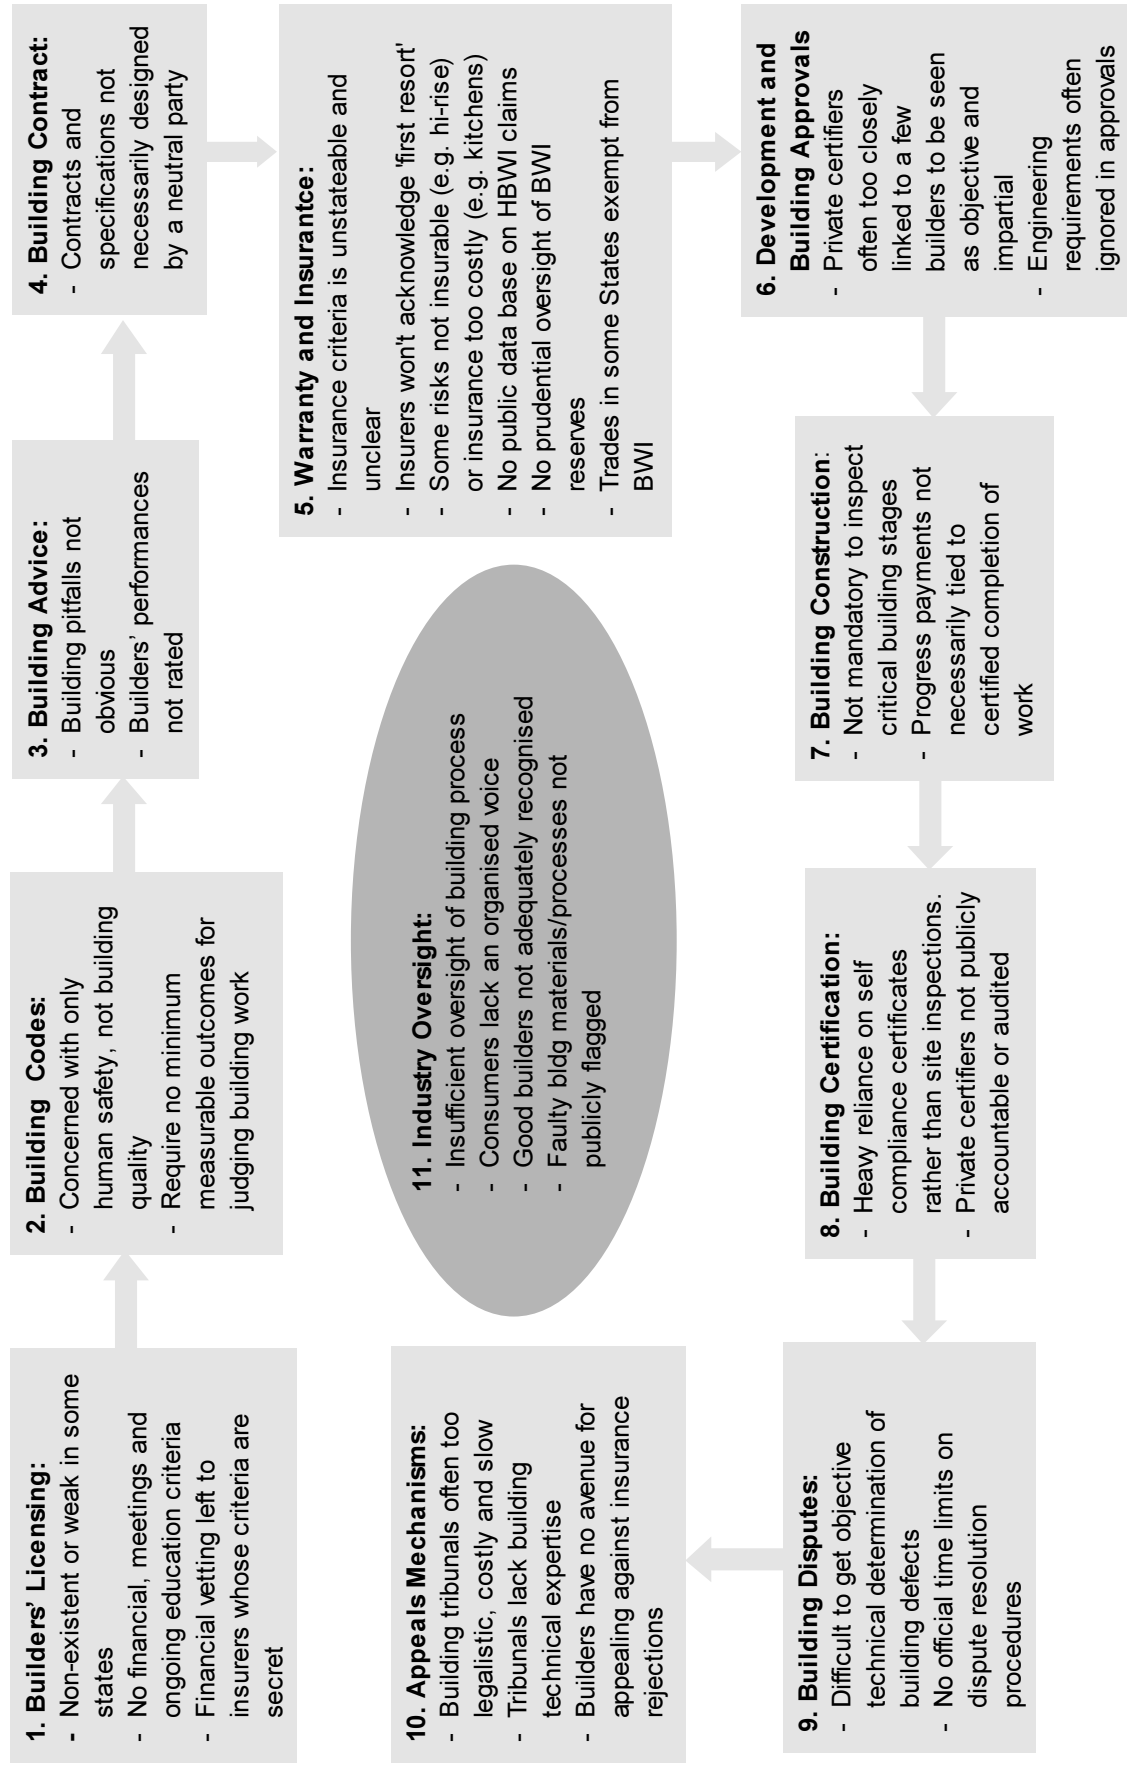 1. Builders' Licensing:
- Non-existent or weak in some
states
- No financial, meetings and
ongoing education criteria
- Financial vetting left to
insurers whose criteria are
secret
2. Building Codes:
- Concerned with only
human safety, not building
quality
- Require no minimum
measurable outcomes for
judging building work
3. Building Advice:
- Building pitfalls not
obvious
- Builders' performances
not rated
4. Building Contract:
- Contracts and
specifications not
necessarily designed
by a neutral party
5. Warranty and Insurantce:
- Insurance criteria is unstateable and
unclear
- Insurers won't acknowledge 'first resort'
- Some risks not insurable (e.g. hi-rise)
or insurance too costly (e.g. kitchens)
- No public data base on HBWI claims
- No prudential oversight of BWI
reserves
- Trades in some States exempt from
BWI
6. Development and
Building Approvals
- Private certifiers
often too closely
linked to a few
builders to be seen
as objective and
impartial
- Engineering
requirements often
ignored in approvals
7. Building Construction:
- Not mandatory to inspect
critical building stages
- Progress payments not
necessarily tied to
certified completion of
work
8. Building Certification:
- Heavy reliance on self
compliance certificates
rather than site inspections.
- Private certifiers not publicly
accountable or audited
9. Building Disputes:
- Difficult to get objective
technical determination of
building defects
- No official time limits on
dispute resolution
procedures
10. Appeals Mechanisms:
- Building tribunals often too
legalistic, costly and slow
- Tribunals lack building
technical expertise
- Builders have no avenue for
appealing against insurance
rejections
11. Industry Oversight:
- Insufficient oversight of building process
- Consumers lack an organised voice
- Good builders not adequately recognised
- Faulty bldg materials/processes not
publicly flagged